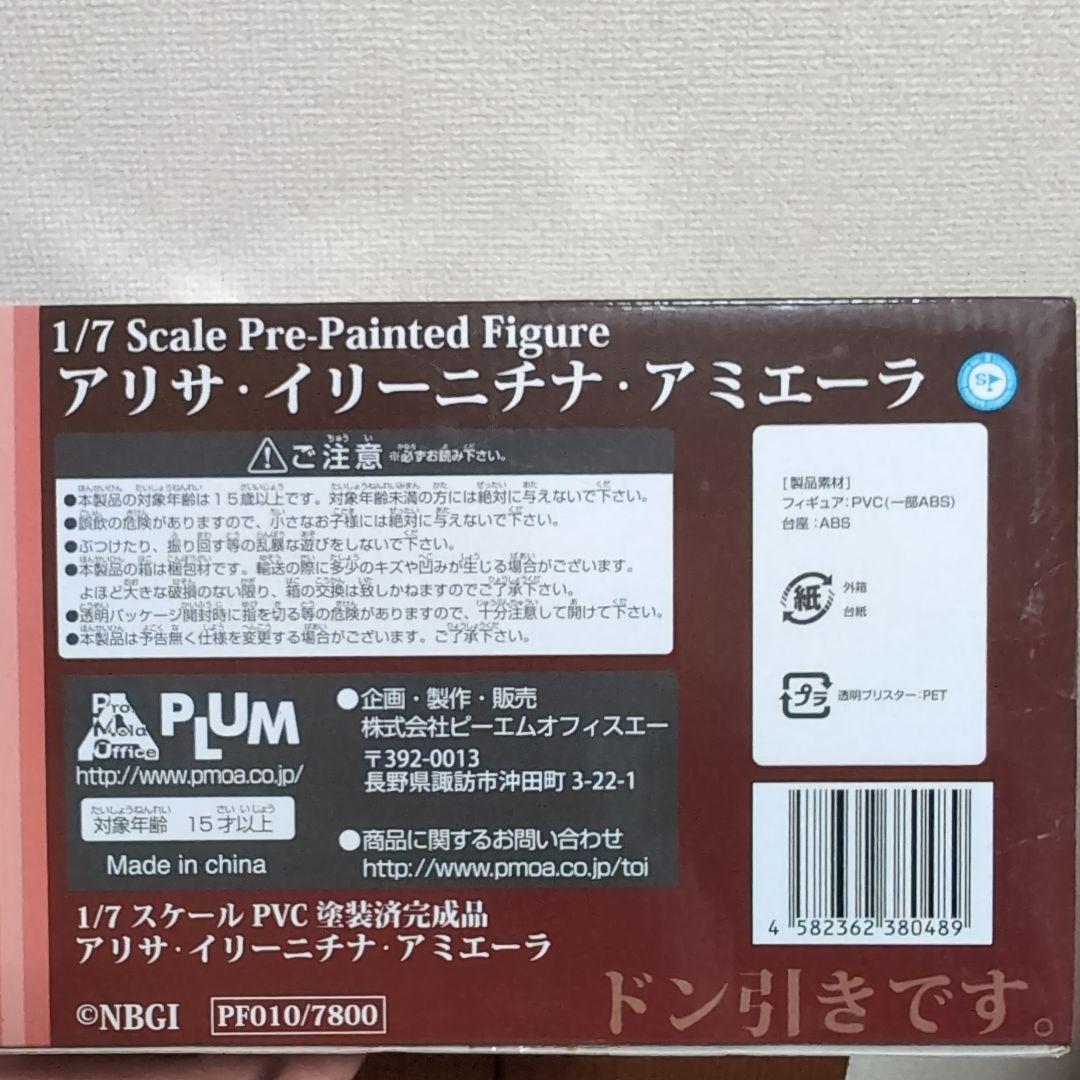 1/7 Scale Pre-Painted Figure
アリサ・イリーニチナ・アミエーラ
S
ご注意 ※必ずお読み下さい。
●本製品の対象年齢は15歳以上です。対象年齢未満の方には絶対に与えないで下さい。
●誤飲の危険がありますので、小さなお子様には絶対に与えないで下さい。
●ぶつけたり、振り回す等の乱暴な遊びをしないで下さい。
●本製品の箱は梱包材です。輸送の際に多少のキズや凹みが生じる場合がございます。
よほど大きな破損のない限り、箱の交換は致しかねますのでご了承下さい。
●透明パッケージ開封時に指を切る等の危険がありますので、十分注意して開けて下さい。
●本製品は予告無く仕様を変更する場合がございます。ご了承下さい。
[製品素材]
フィギュア:PVC(一部ABS)
台座:ABS
紙
外箱
台紙
プラ
透明ブリスター:PET
Pro
Mola
Office
PLUM
http://www.pmoa.co.jp/
対象年齢 15才以上
Made in china
●企画・製作・販売
株式会社ピーエムオフィスエー
〒392-0013
長野県諏訪市沖田町 3-22-1
●商品に関するお問い合わせ
http://www.pmoa.co.jp/toi
4 582362 380489
1/7 スケール PVC 塗装済完成品
アリサ・イリーニチナ・アミエーラ
©NBGI
PF010/7800
ドン引きです。